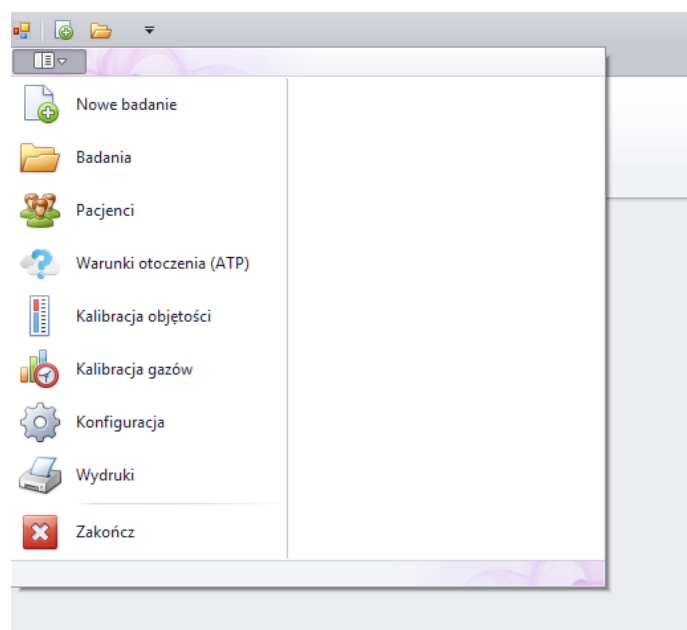 Nowe badanie
Badania
Pacjenci
Warunki otoczenia (ATP)
Kalibracja objętości
Kalibracja gazów
Konfiguracja
Wydruki
Zakończ